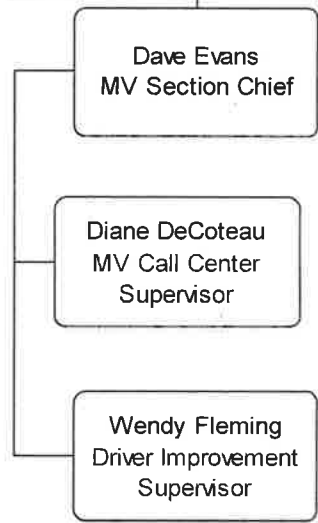 Dave Evans
MV Section Chief
Diane DeCoteau
MV Call Center
Supervisor
Wendy Fleming
Driver Improvement
Supervisor